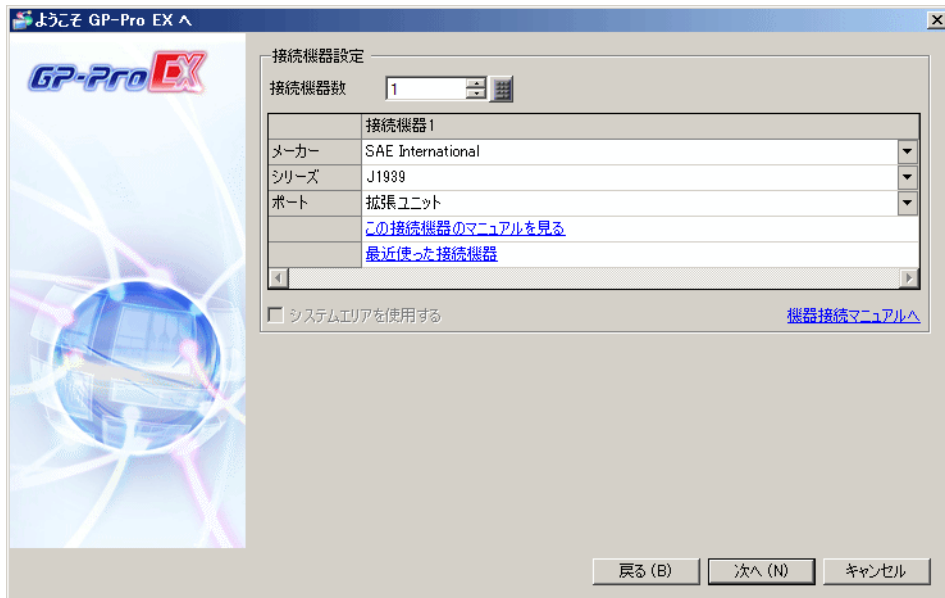 ようこそ GP-Pro EX へ
GP-Pro EX
接続機器設定
接続機器数 1
接続機器1
メーカー SAE International
シリーズ J1939
ポート 拡張ユニット
この接続機器のマニュアルを見る
最近使った接続機器
システムエリアを使用する 機器接続マニュアルへ
戻る(B) 次へ(N) キャンセル